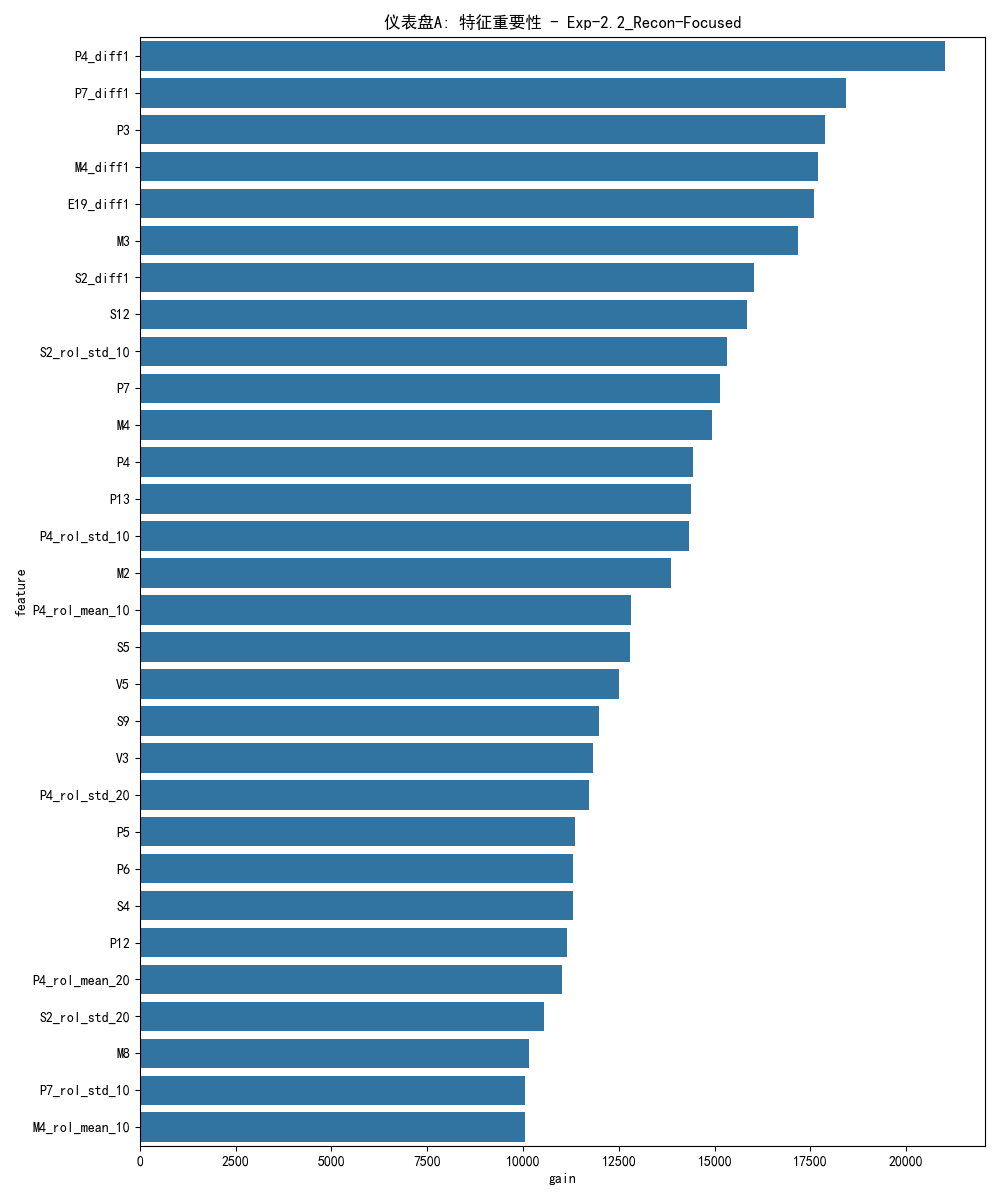 仪表盘A: 特征重要性 - Exp-2.2_Recon-Focused
P4_diff1
P7_diff1
P3
M4_diff1
E19_diff1
M3
S2_diff1
S12
S2_rol_std_10
P7
M4
P4
P13
P4_rol_std_10
M2
feature
P4_rol_mean_10
S5
V5
S9
V3
P4_rol_std_20
P5
P6
S4
P12
P4_rol_mean_20
S2_rol_std_20
M8
P7_rol_std_10
M4_rol_mean_10
0 2500 5000 7500 10000 12500 15000 17500 20000
gain